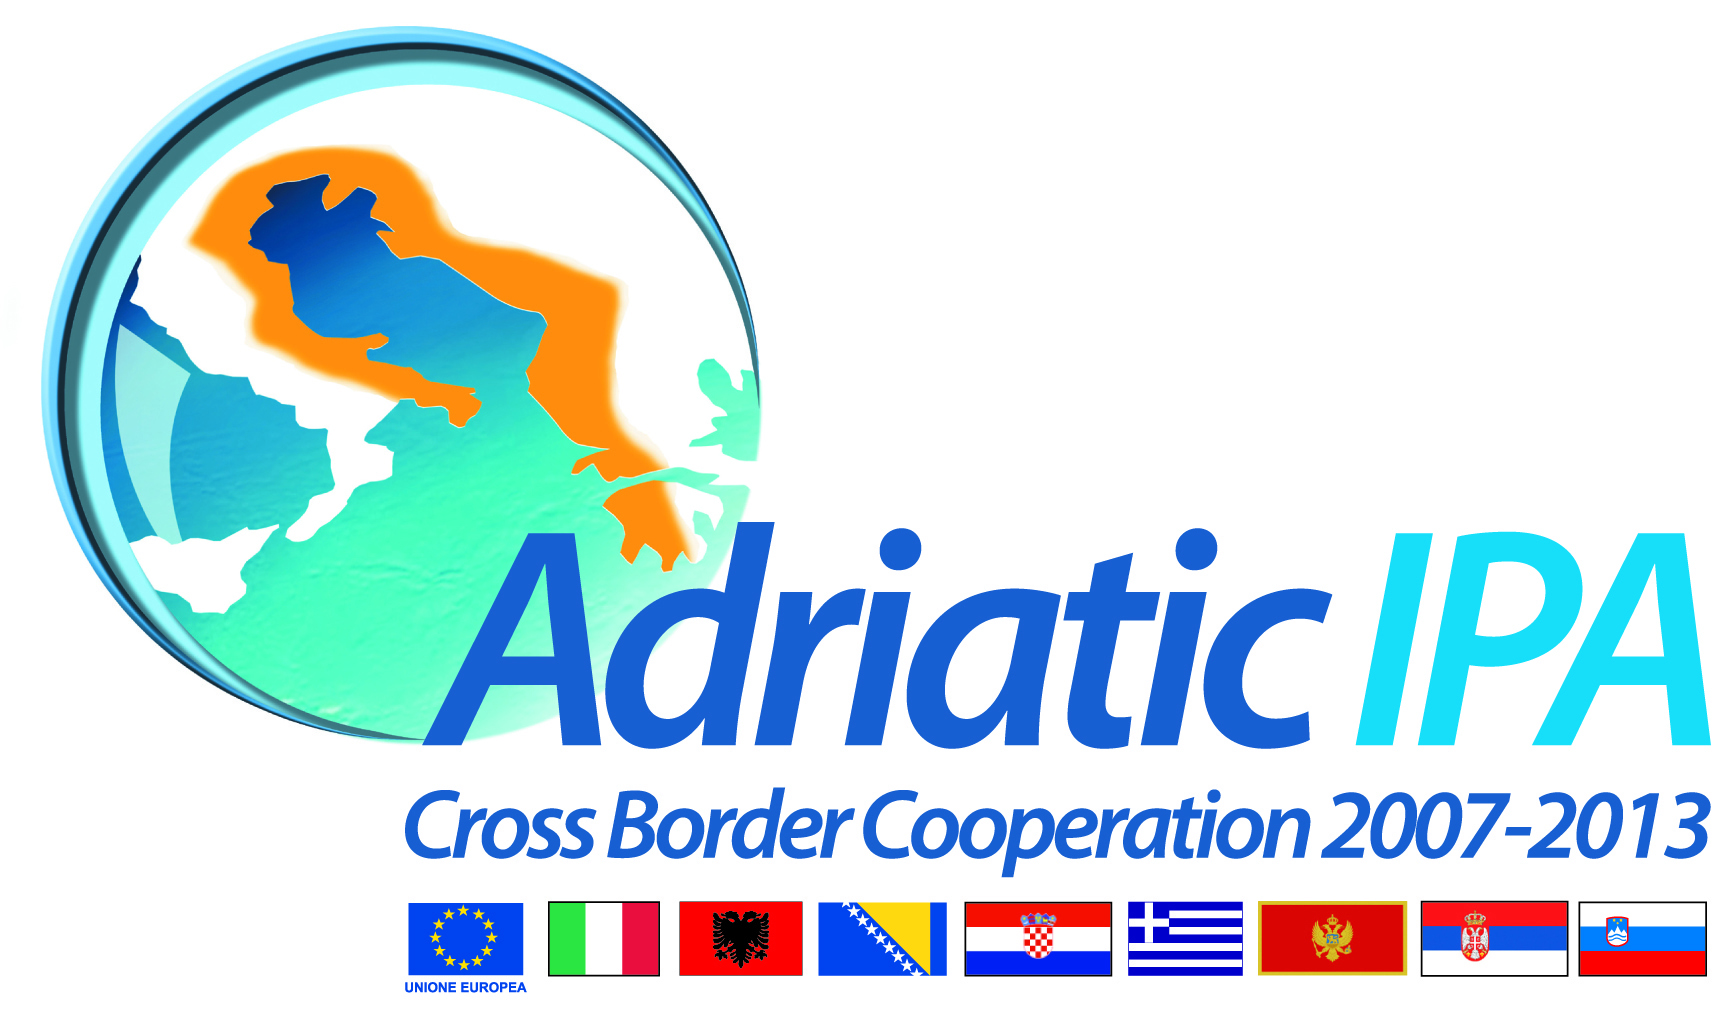 Adriatic IPA
Cross Border Cooperation 2007-2013
UNIONE EUROPEA